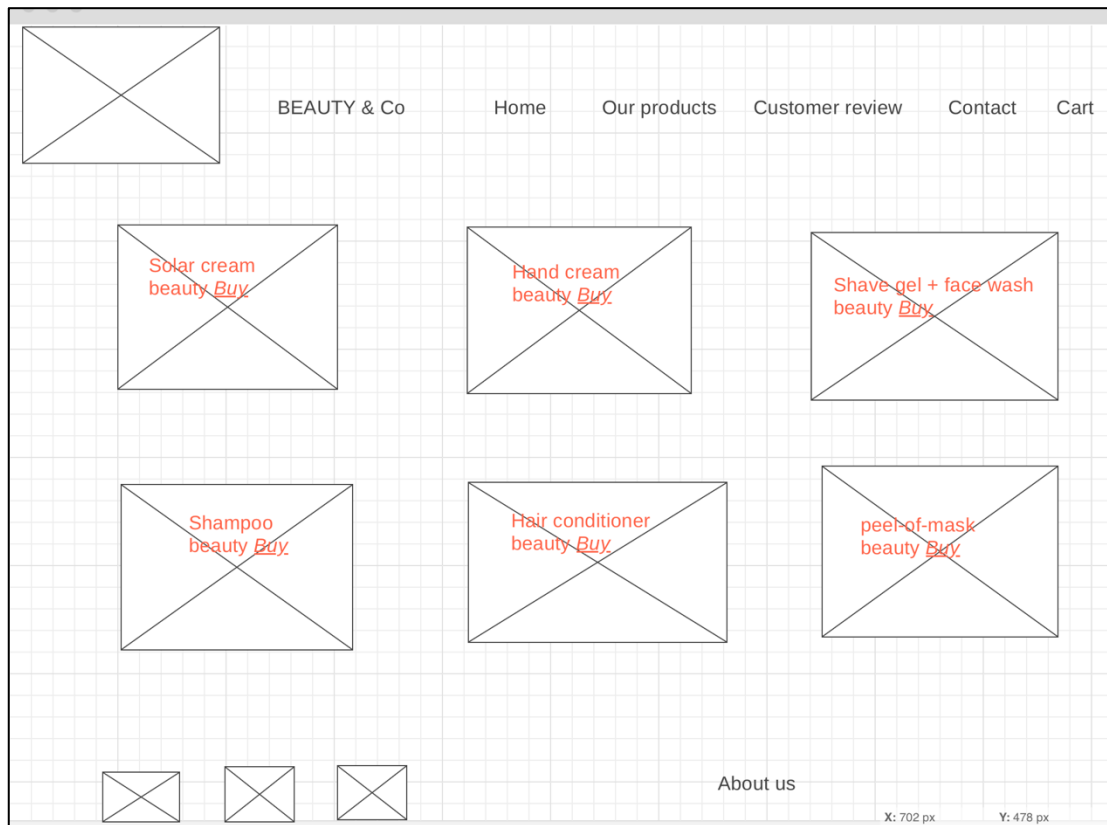 BEAUTY & Co Home Our products Customer review Contact Cart
Solar cream
beauty Buy
Hand cream
beauty Buy
Shave gel + face wash
beauty Buy
Shampoo
beauty Buy
Hair conditioner
beauty Buy
peel-of-mask
beauty Buy
About us
X: 702 px Y: 478 px